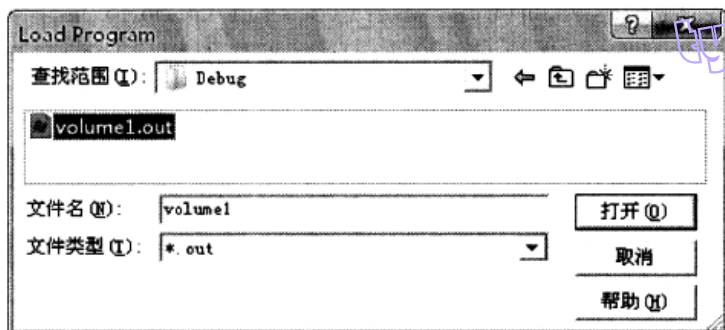 Load Program
查找范围(I): Debug
volume1.out
文件名(N): volume1
打开(O)
文件类型(T): *.out
取消
帮助(H)